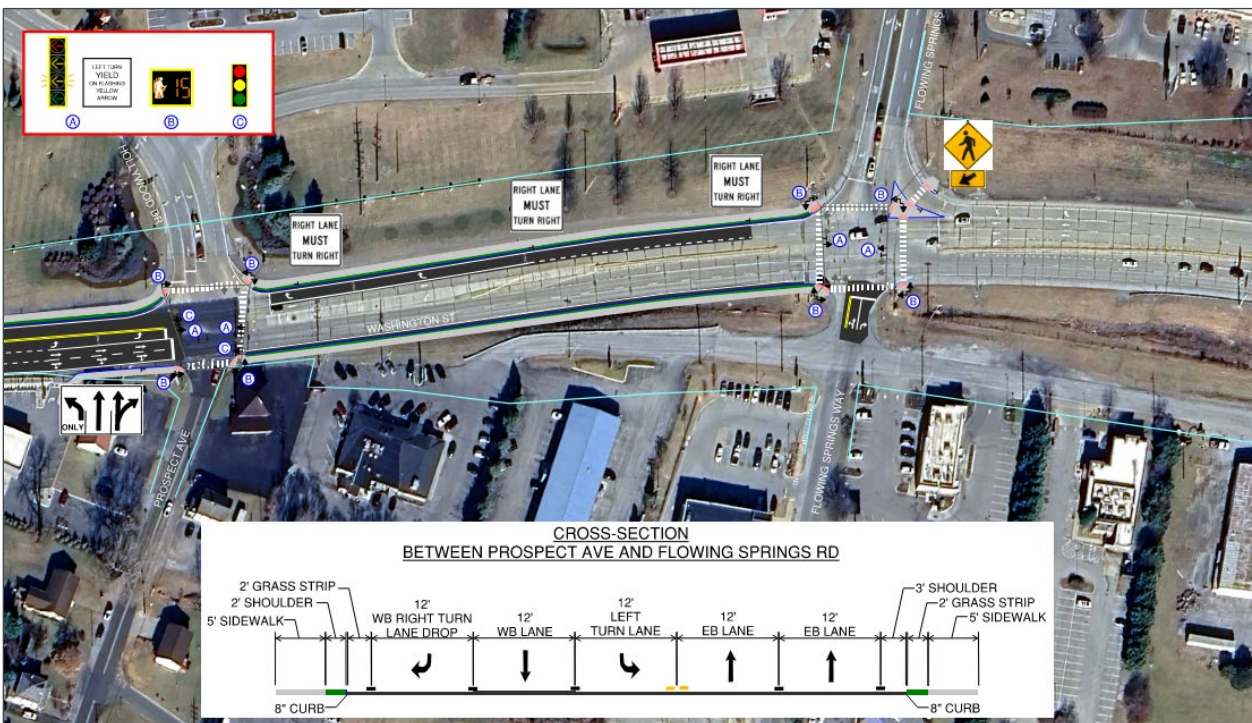 LEFT TURN
YIELD
ON FLASHING
YELLOW
ARROW
15
A
B
C
HOLLYWOOD DR
FLOWING SPRINGS
RIGHT LANE
MUST
TURN RIGHT
RIGHT LANE
MUST
TURN RIGHT
RIGHT LANE
MUST
TURN RIGHT
B
B
B
B
A
A
C
A
A
C
B
B
B
B
WASHINGTON ST
ONLY
PROSPECT AVE
FLOWING SPRINGS WAY
CROSS-SECTION
BETWEEN PROSPECT AVE AND FLOWING SPRINGS RD
2' GRASS STRIP
2' SHOULDER
5' SIDEWALK
12'
WB RIGHT TURN
LANE DROP
12'
WB LANE
12'
LEFT
TURN LANE
12'
EB LANE
12'
EB LANE
3' SHOULDER
2' GRASS STRIP
5' SIDEWALK
8" CURB
8" CURB